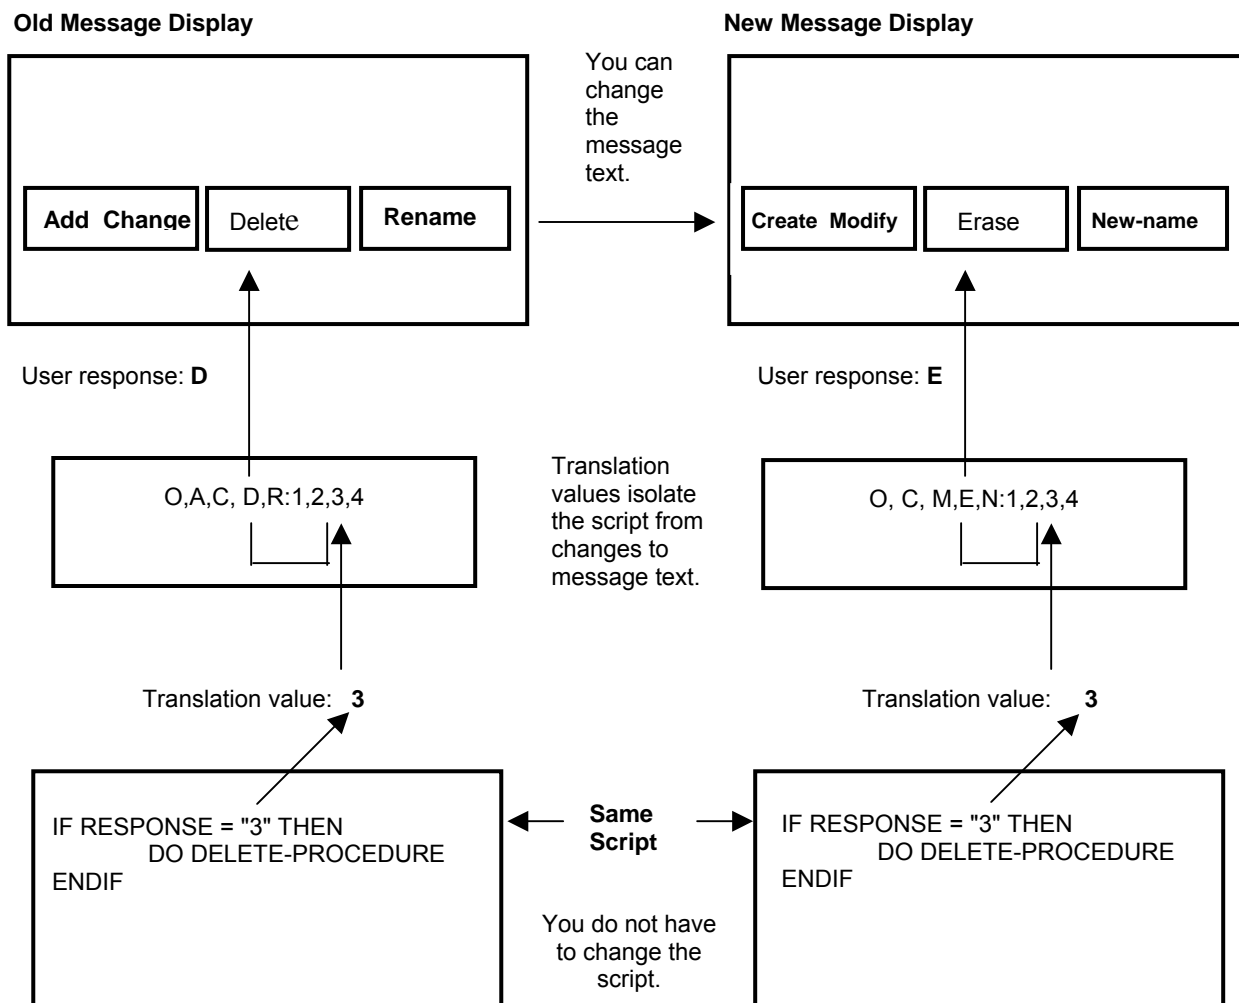 Old Message Display
New Message Display
You can
change
the
message
text.
Add Change
Delete
Rename
Create Modify
Erase
New-name
User response: D
User response: E
O,A,C, D,R:1,2,3,4
Translation
values isolate
the script from
changes to
message text.
O, C, M,E,N:1,2,3,4
Translation value: 3
Translation value: 3
IF RESPONSE = "3" THEN
DO DELETE-PROCEDURE
ENDIF
Same
Script
You do not have
to change the
script.
IF RESPONSE = "3" THEN
DO DELETE-PROCEDURE
ENDIF